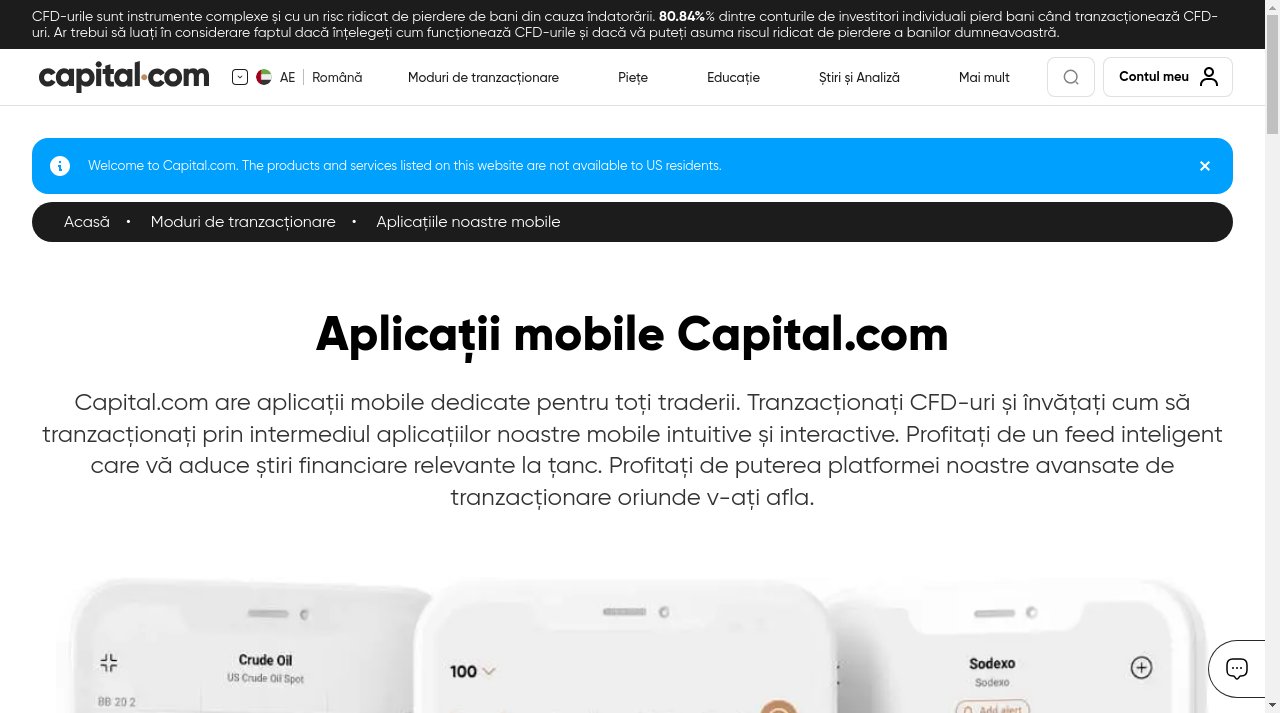 CFD-urile sunt instrumente complexe și cu un risc ridicat de pierdere de bani din cauza îndatorării. 80.84%% dintre conturile de investitori individuali pierd bani când tranzacționează CFD-
uri. Ar trebui să luați în considerare faptul dacă înțelegeți cum funcționează CFD-urile și dacă vă puteți asuma riscul ridicat de pierdere a banilor dumneavoastră.
capital.com
AE
Română
Moduri de tranzacționare
Piețe
Educație
Știri și Analiză
Mai mult
Contul meu
Welcome to Capital.com. The products and services listed on this website are not available to US residents.
Acasă • Moduri de tranzacționare • Aplicațiile noastre mobile
Aplicații mobile Capital.com
Capital.com are aplicații mobile dedicate pentru toți traderii. Tranzacționați CFD-uri și învățați cum să
tranzacționați prin intermediul aplicațiilor noastre mobile intuitive și interactive. Profitați de un feed inteligent
care vă aduce știri financiare relevante la țanc. Profitați de puterea platformei noastre avansate de
tranzacționare oriunde v-ați afla.
Crude Oil
US Crude Oil Spot
BB 20 2
100
Sodexo
Sodexo
Add alert